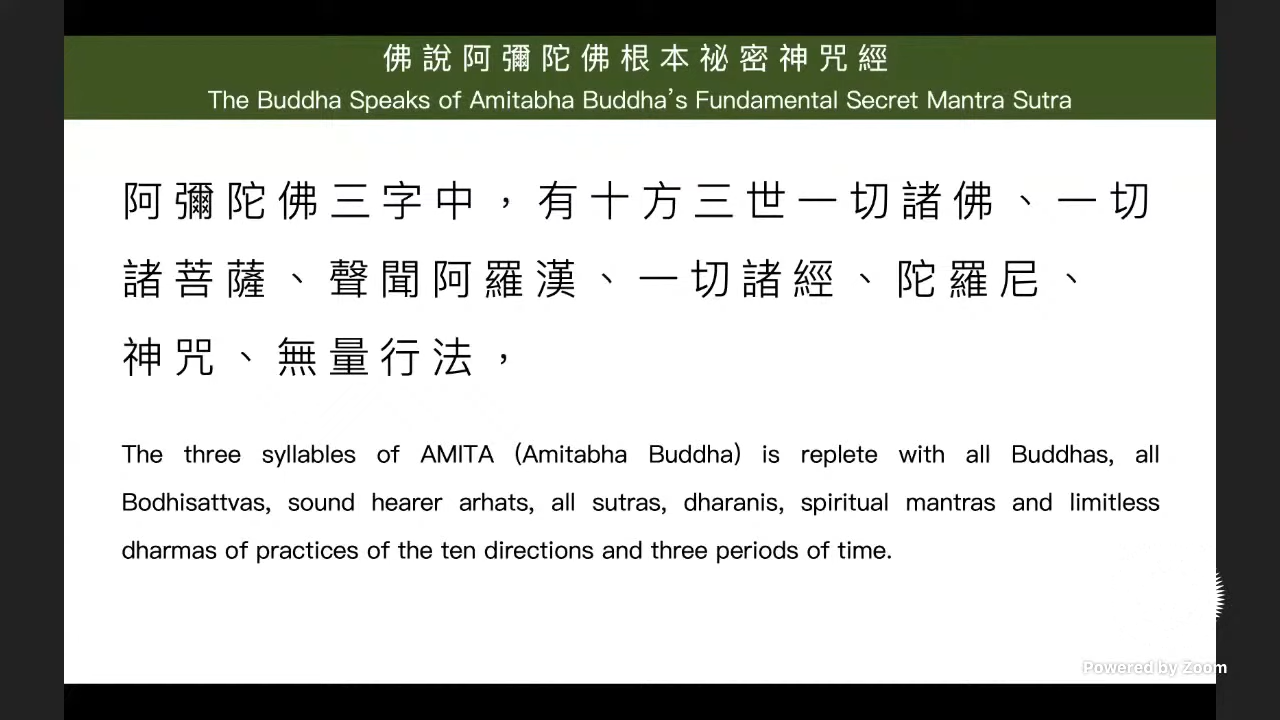 佛說阿彌陀佛根本祕密神咒經
The Buddha Speaks of Amitabha Buddha's Fundamental Secret Mantra Sutra
阿彌陀佛三字中，有十方三世一切諸佛、一切
諸菩薩、聲聞阿羅漢、一切諸經、陀羅尼、
神咒、無量行法，
The three syllables of AMITA (Amitabha Buddha) is replete with all Buddhas, all
Bodhisattvas, sound hearer arhats, all sutras, dharanis, spiritual mantras and limitless
dharmas of practices of the ten directions and three periods of time.
Powered by Zoom